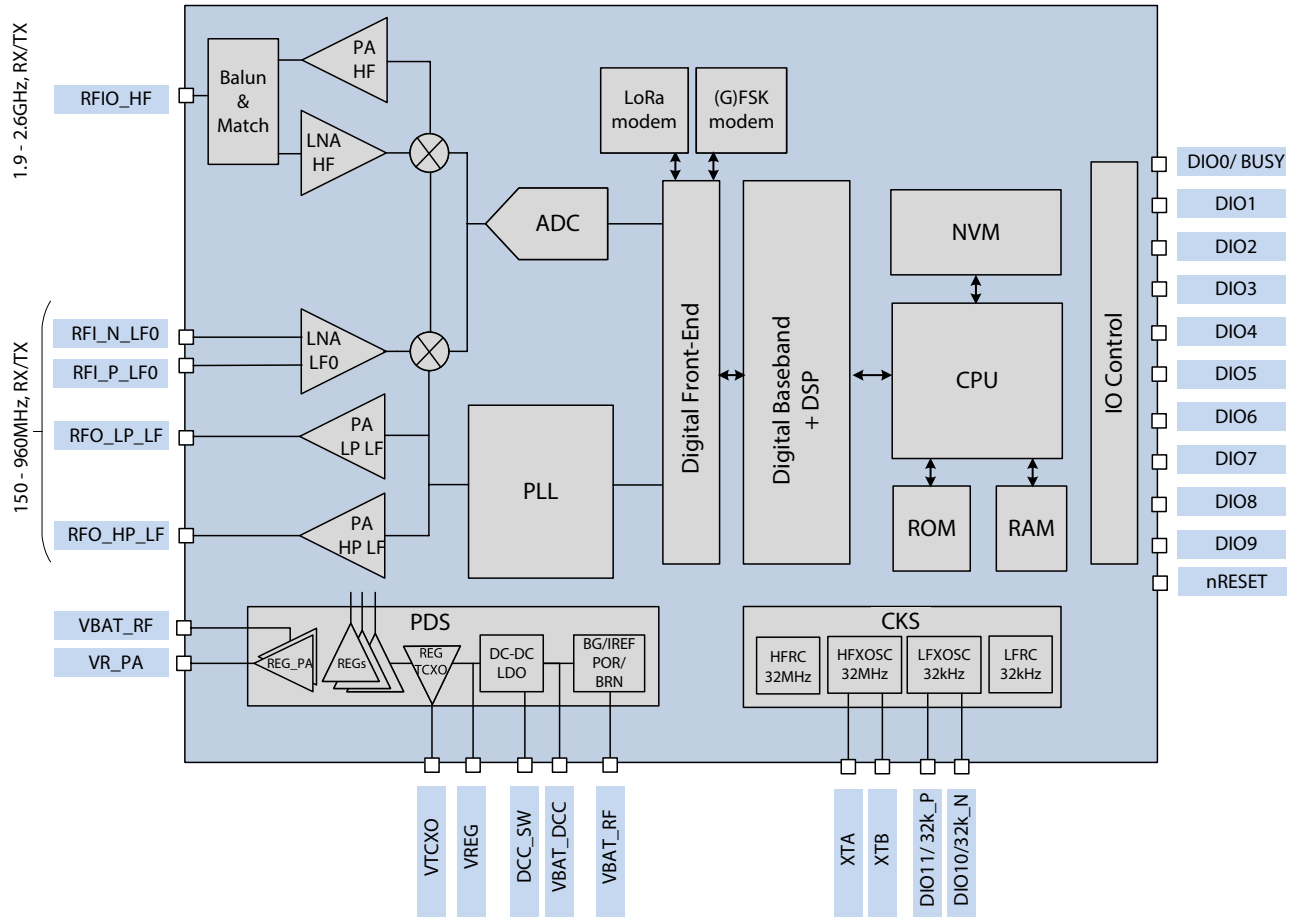 1.9 - 2.6GHz, RX/TX
RFIO_HF
Balun
&
Match
PA
HF
LNA
HF
LoRa
modem
(G)FSK
modem
ADC
150 - 960MHz, RX/TX
RFI_N_LF0
RFI_P_LF0
RFO_LP_LF
RFO_HP_LF
LNA
LF0
PA
LP LF
PA
HP LF
PLL
Digital Front-End
Digital Baseband
+ DSP
NVM
CPU
ROM
RAM
IO Control
DIO0/ BUSY
DIO1
DIO2
DIO3
DIO4
DIO5
DIO6
DIO7
DIO8
DIO9
nRESET
VBAT_RF
VR_PA
PDS
REG_PA
REGs
REG
TCXO
DC-DC
LDO
BG/IREF
POR/
BRN
CKS
HFRC
32MHz
HFXOSC
32MHz
LFXOSC
32kHz
LFRC
32kHz
VTCXO
VREG
DCC_SW
VBAT_DCC
VBAT_RF
XTA
XTB
DIO11/ 32k_P
DIO10/32k_N